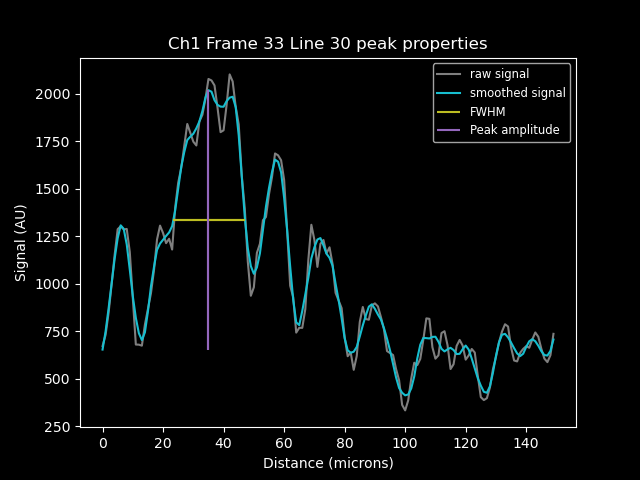 Ch1 Frame 33 Line 30 peak properties
raw signal
smoothed signal
FWHM
Peak amplitude
Signal (AU)
2000
1750
1500
1250
1000
750
500
250
0 20 40 60 80 100 120 140
Distance (microns)